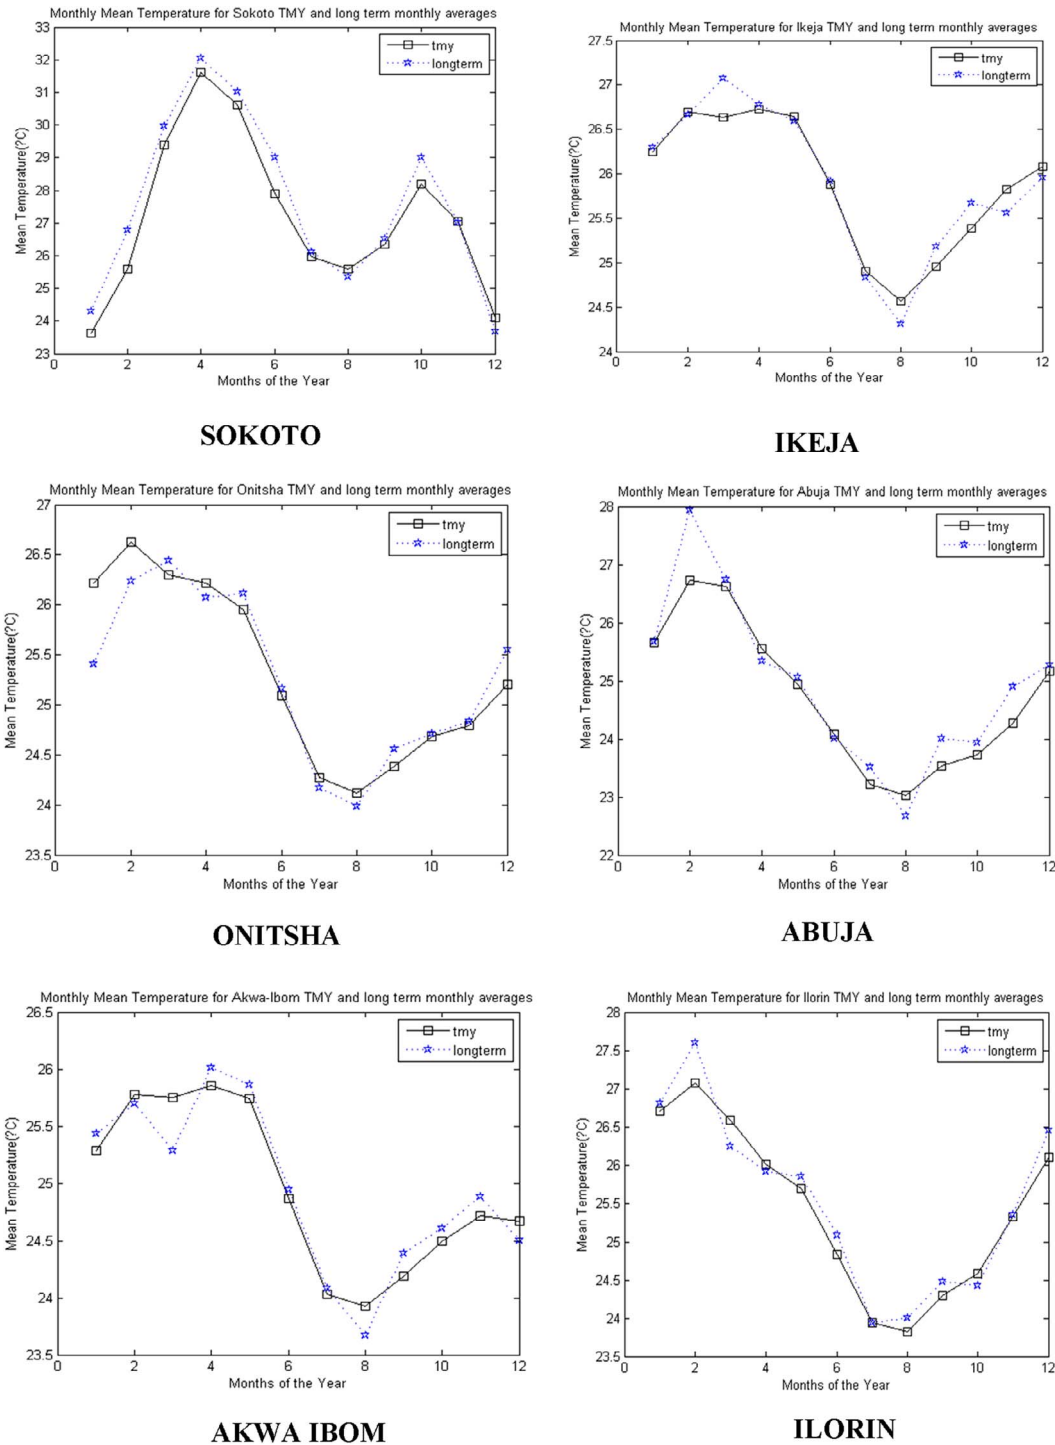 Monthly Mean Temperature for Sokoto TMY and long term monthly averages
33
32
31
30
29
28
27
26
25
24
23
0 2 4 6 8 10 12
Mean Temperature(?C)
Months of the Year
tmy
longterm
SOKOTO
Monthly Mean Temperature for Ikeja TMY and long term monthly averages
27.5
27
26.5
26
25.5
25
24.5
24
0 2 4 6 8 10 12
Mean Temperature(?C)
Months of the Year
tmy
longterm
IKEJA
Monthly Mean Temperature for Onitsha TMY and long term monthly averages
27
26.5
26
25.5
25
24.5
24
23.5
0 2 4 6 8 10 12
Mean Temperature(?C)
Months of the Year
tmy
longterm
ONITSHA
Monthly Mean Temperature for Abuja TMY and long term monthly averages
28
27
26
25
24
23
22
0 2 4 6 8 10 12
Mean Temperature(?C)
Months of the Year
tmy
longterm
ABUJA
Monthly Mean Temperature for Akwa-Ibom TMY and long term monthly averages
26.5
26
25.5
25
24.5
24
23.5
0 2 4 6 8 10 12
Mean Temperature(?C)
Months of the Year
tmy
longterm
AKWA IBOM
Monthly Mean Temperature for Ilorin TMY and long term monthly averages
28
27.5
27
26.5
26
25.5
25
24.5
24
23.5
0 2 4 6 8 10 12
Mean Temperature(?C)
Months of the Year
tmy
longterm
ILORIN